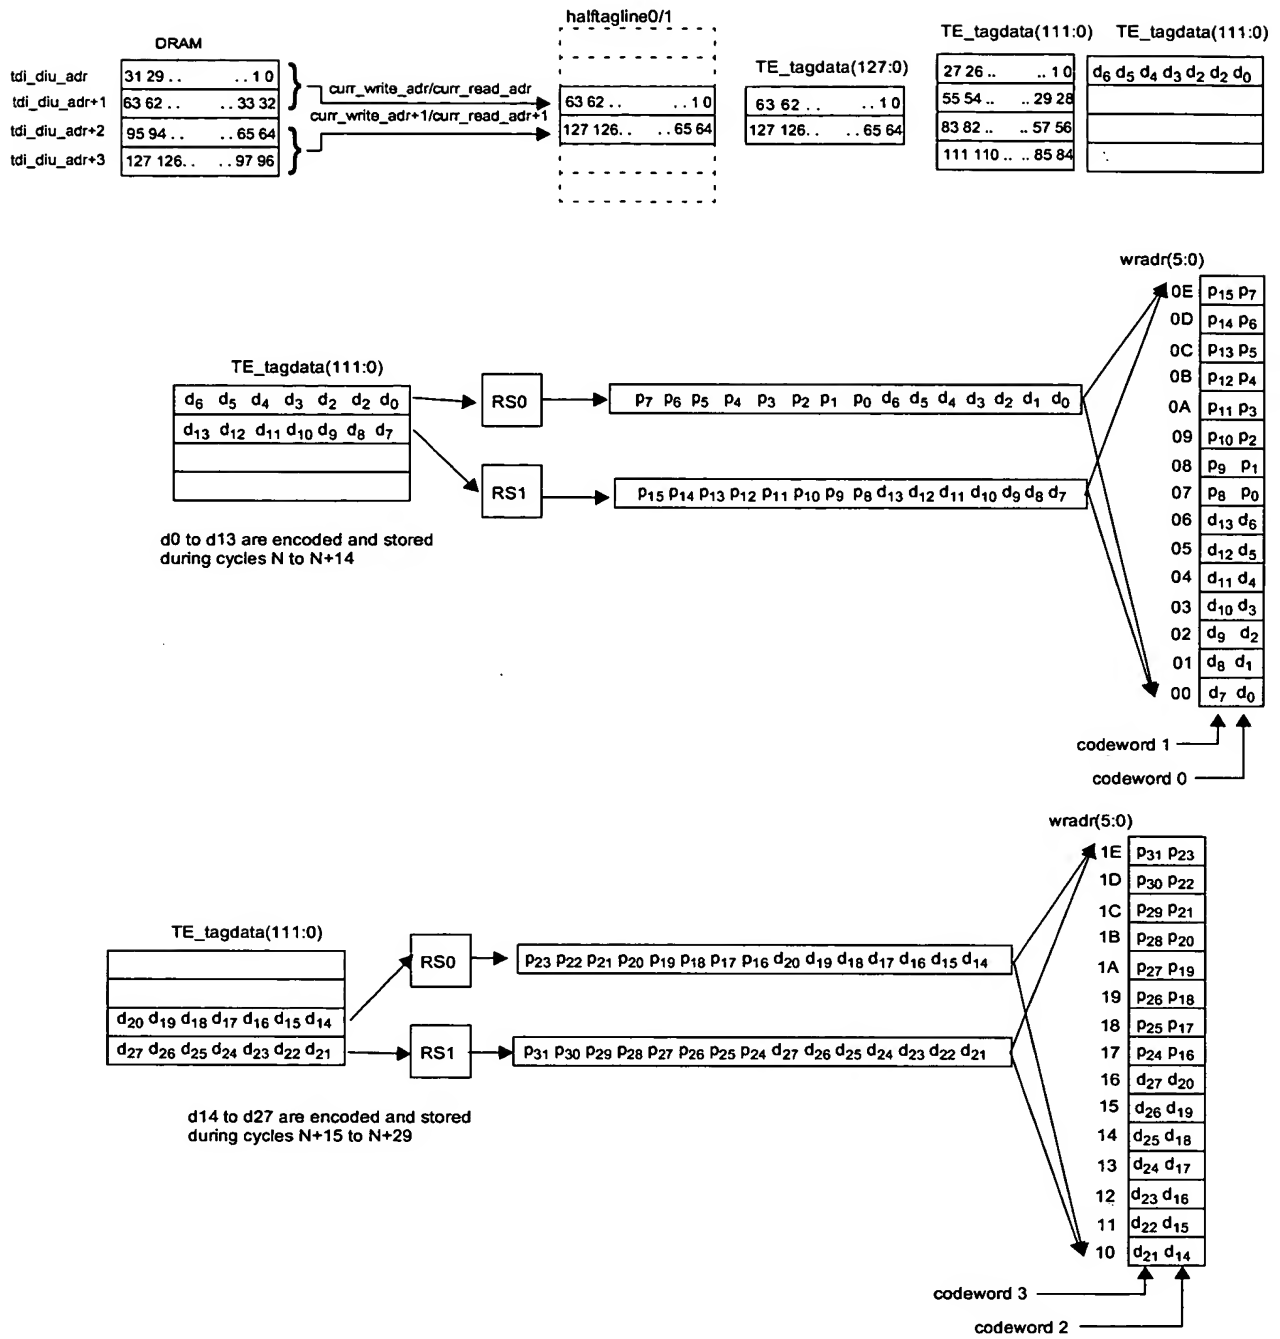 halftagline0/1
DRAM
TE_tagdata(111:0) TE_tagdata(111:0)
TE_tagdata(127:0)
tdi_diu_adr 31 29 . . . . 1 0
tdi_diu_adr+1 63 62 . . . . 33 32
tdi_diu_adr+2 95 94 . . . . 65 64
tdi_diu_adr+3 127 126. . . . 97 96
curr_write_adr/curr_read_adr
curr_write_adr+1/curr_read_adr+1
63 62 . . . . 1 0
127 126. . . . 65 64
63 62 . . . . 1 0
127 126. . . . 65 64
27 26 .. .. 1 0
55 54 .. .. 29 28
83 82 .. .. 57 56
111 110 .. .. 85 84
d6 d5 d4 d3 d2 d2 d0
wradr(5:0)
0E p15 p7
0D p14 p6
0C p13 p5
0B p12 p4
0A p11 p3
09 p10 p2
08 p9 p1
07 p8 p0
06 d13 d6
05 d12 d5
04 d11 d4
03 d10 d3
02 d9 d2
01 d8 d1
00 d7 d0
codeword 1
codeword 0
TE_tagdata(111:0)
d6 d5 d4 d3 d2 d2 d0
d13 d12 d11 d10 d9 d8 d7
RS0
p7 p6 p5 p4 p3 p2 p1 p0 d6 d5 d4 d3 d2 d1 d0
RS1
p15 p14 p13 p12 p11 p10 p9 p8 d13 d12 d11 d10 d9 d8 d7
d0 to d13 are encoded and stored
during cycles N to N+14
wradr(5:0)
1E p31 p23
1D p30 p22
1C p29 p21
1B p28 p20
1A p27 p19
19 p26 p18
18 p25 p17
17 p24 p16
16 d27 d20
15 d26 d19
14 d25 d18
13 d24 d17
12 d23 d16
11 d22 d15
10 d21 d14
codeword 3
codeword 2
TE_tagdata(111:0)
d20 d19 d18 d17 d16 d15 d14
d27 d26 d25 d24 d23 d22 d21
RS0
p23 p22 p21 p20 p19 p18 p17 p16 d20 d19 d18 d17 d16 d15 d14
RS1
p31 p30 p29 p28 p27 p26 p25 p24 d27 d26 d25 d24 d23 d22 d21
d14 to d27 are encoded and stored
during cycles N+15 to N+29